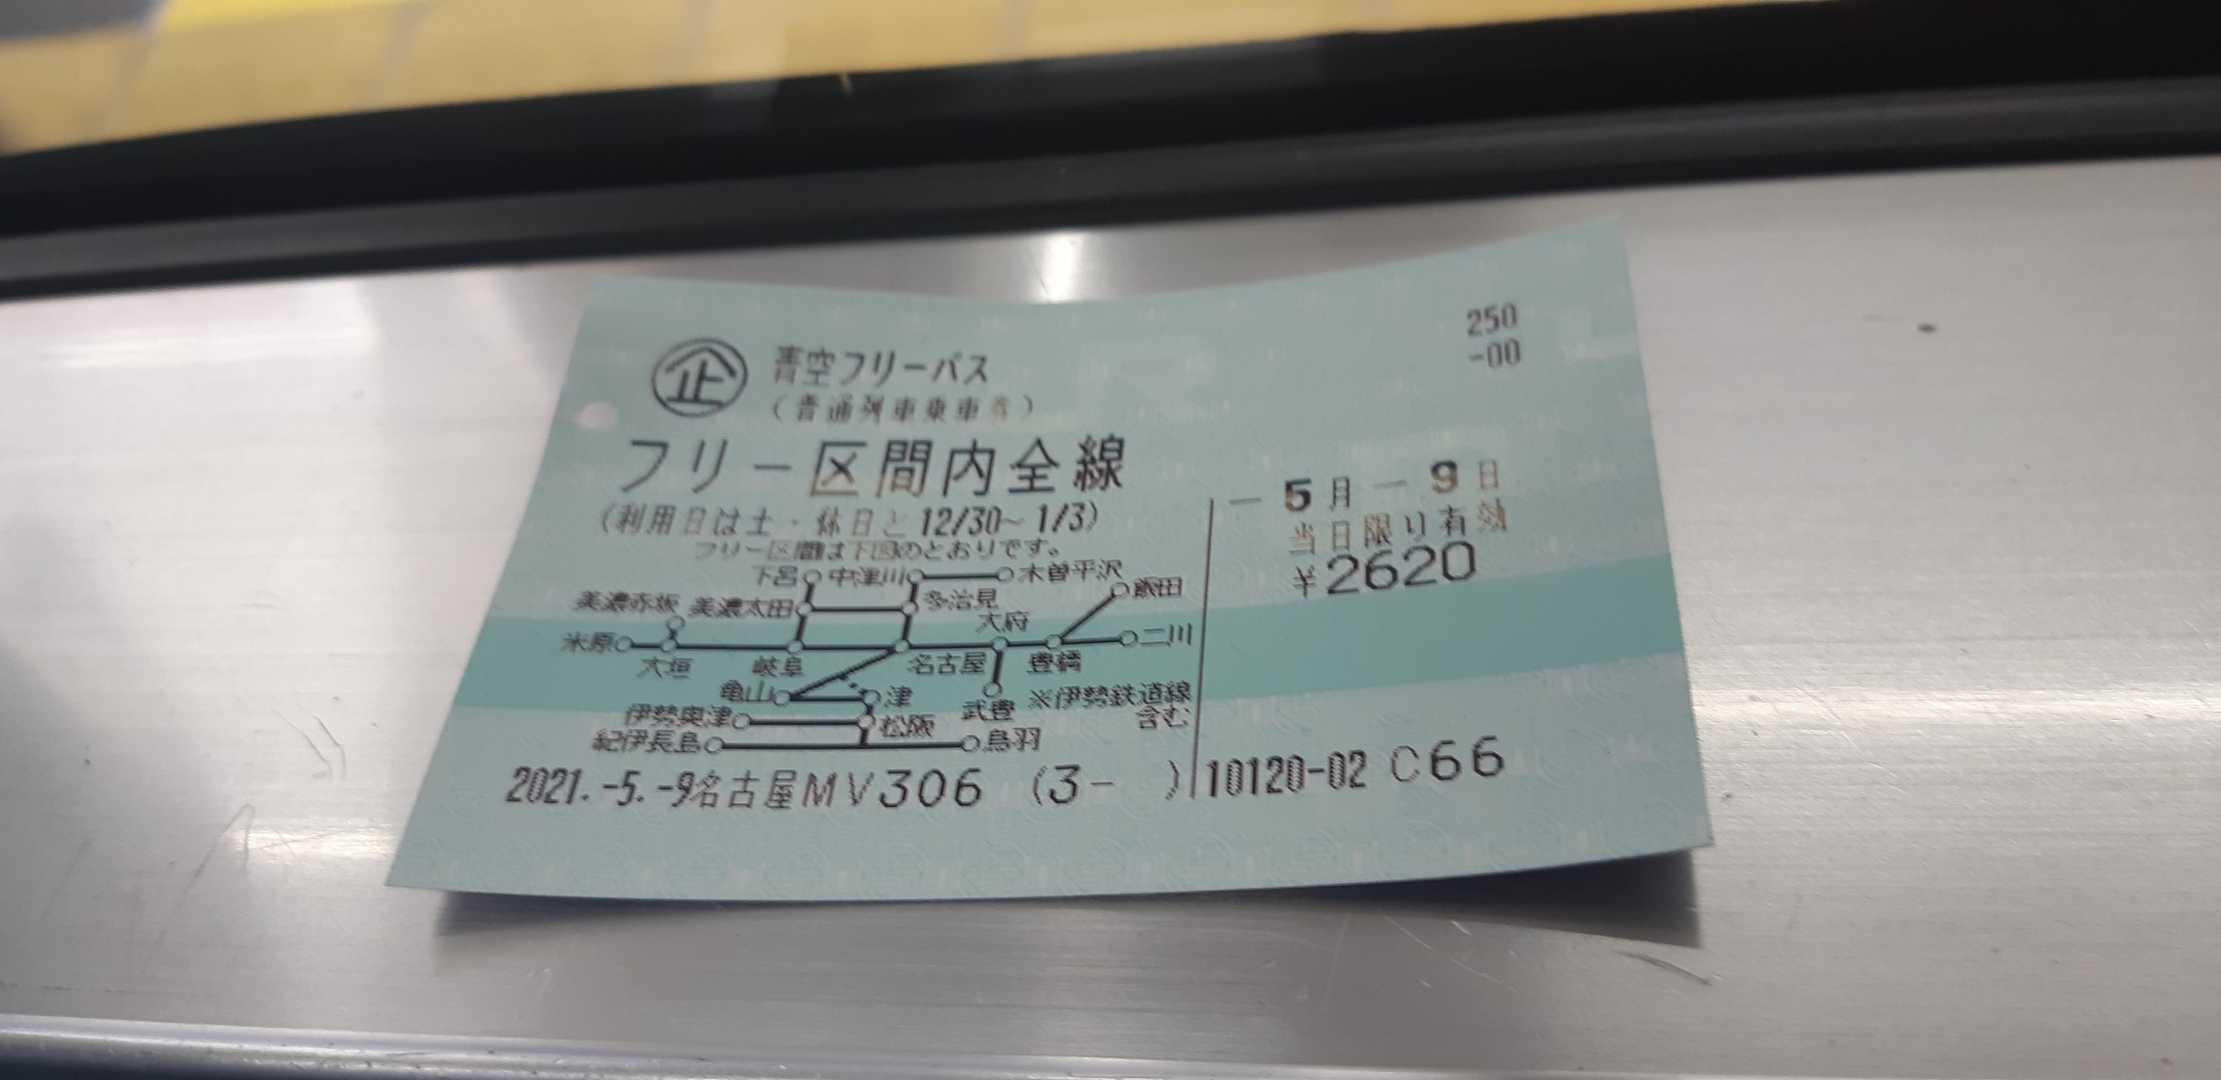 企 青空フリーパス
(普通列車乗車券)
250
-00
フリー区間内全線
(利用日は土・休日と12/30~1/3)
フリー区間は下図のとおりです。
-5月-9日
当日限り有効
¥2620
下呂 中津川 木曽平沢
美濃赤坂 美濃太田 多治見 飯田
大府
米原 二川
大垣 岐阜 名古屋 豊橋
亀山 津 ※伊勢鉄道線
含む
伊勢奥津 松阪 武豊
紀伊長島 鳥羽
2021.-5.-9名古屋MV306 (3- ) 10120-02 C66